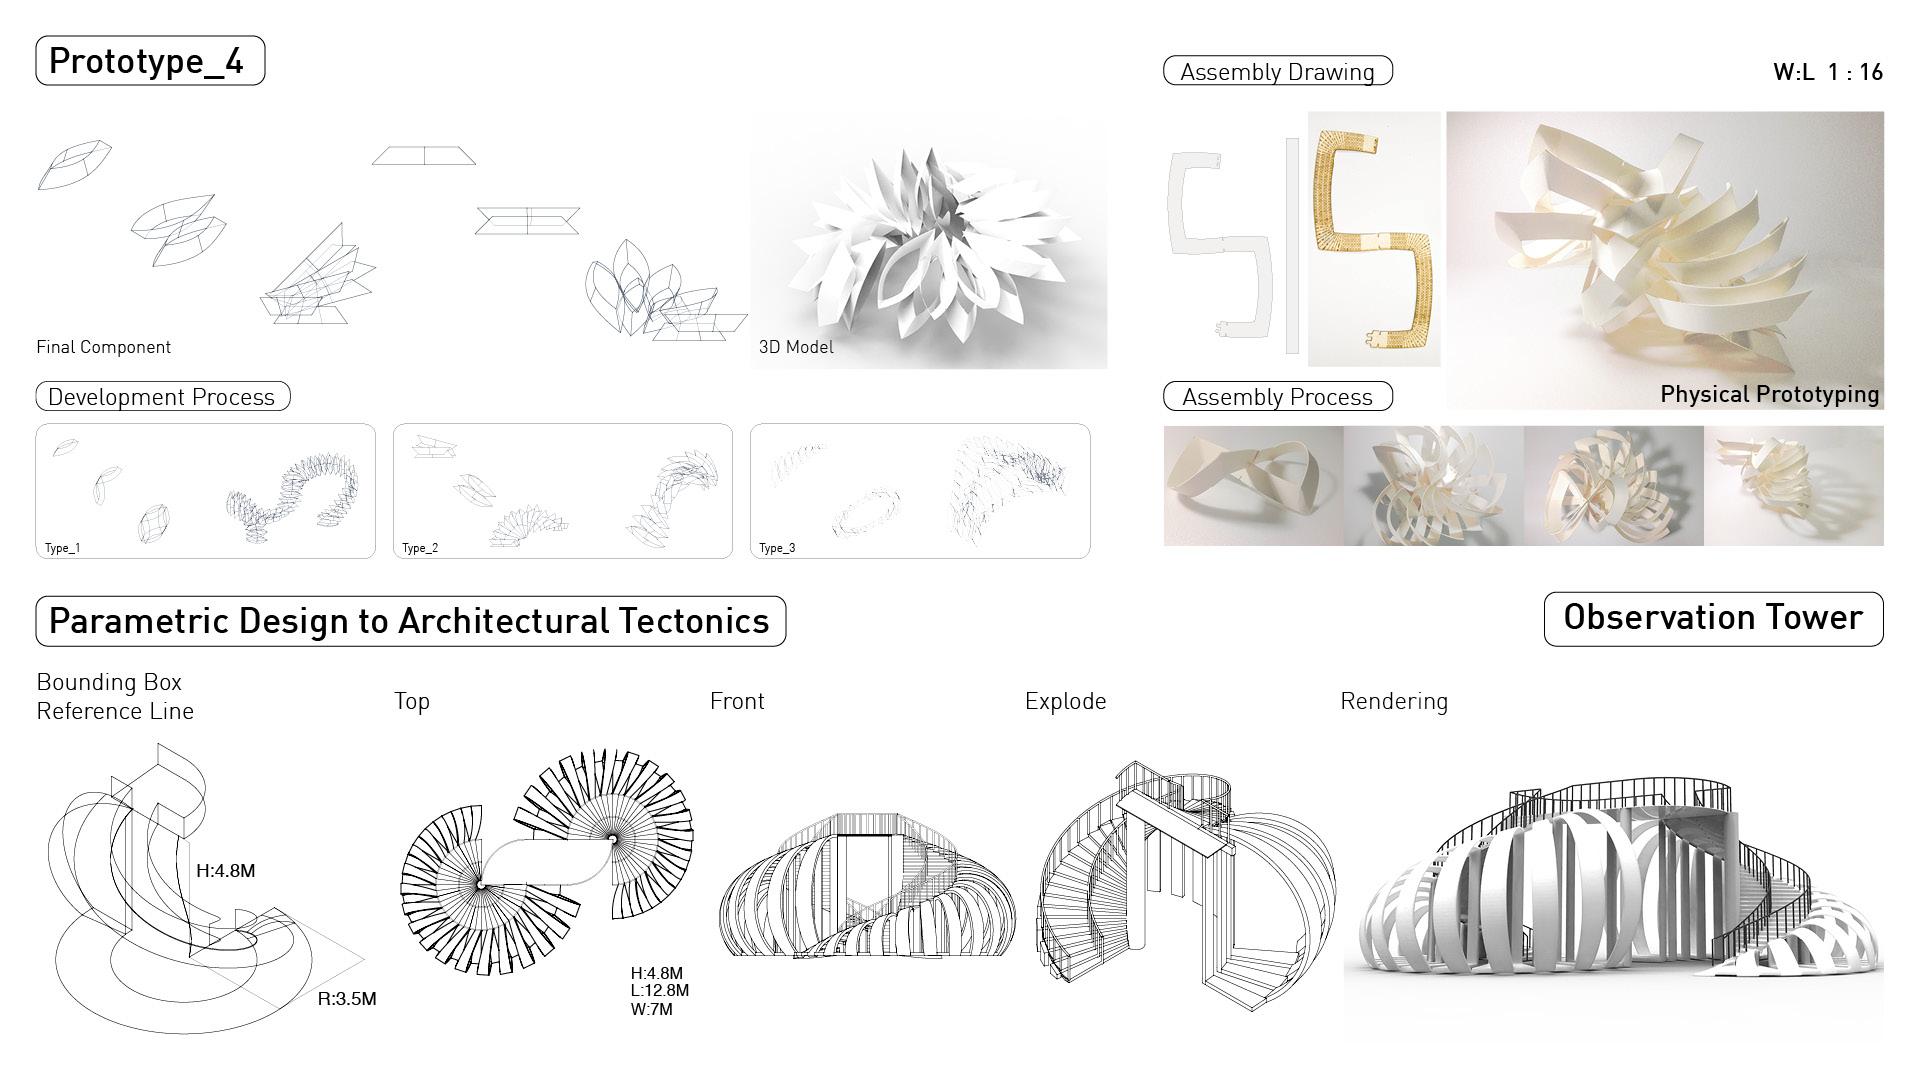 Prototype_4
Assembly Drawing
W:L 1 : 16
Final Component
3D Model
Physical Prototyping
Development Process
Assembly Process
Type_1
Type_2
Type_3
Parametric Design to Architectural Tectonics
Observation Tower
Bounding Box
Reference Line
Top
Front
Explode
Rendering
H:4.8M
R:3.5M
H:4.8M
L:12.8M
W:7M